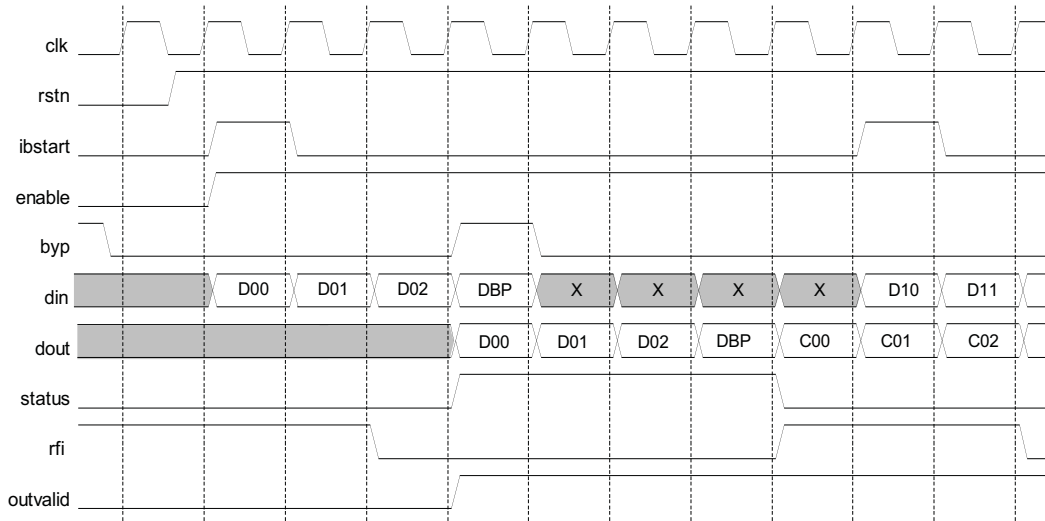 clk
rstn
ibstart
enable
byp
din D00 D01 D02 DBP X X X X D10 D11
dout D00 D01 D02 DBP C00 C01 C02
status
rfi
outvalid